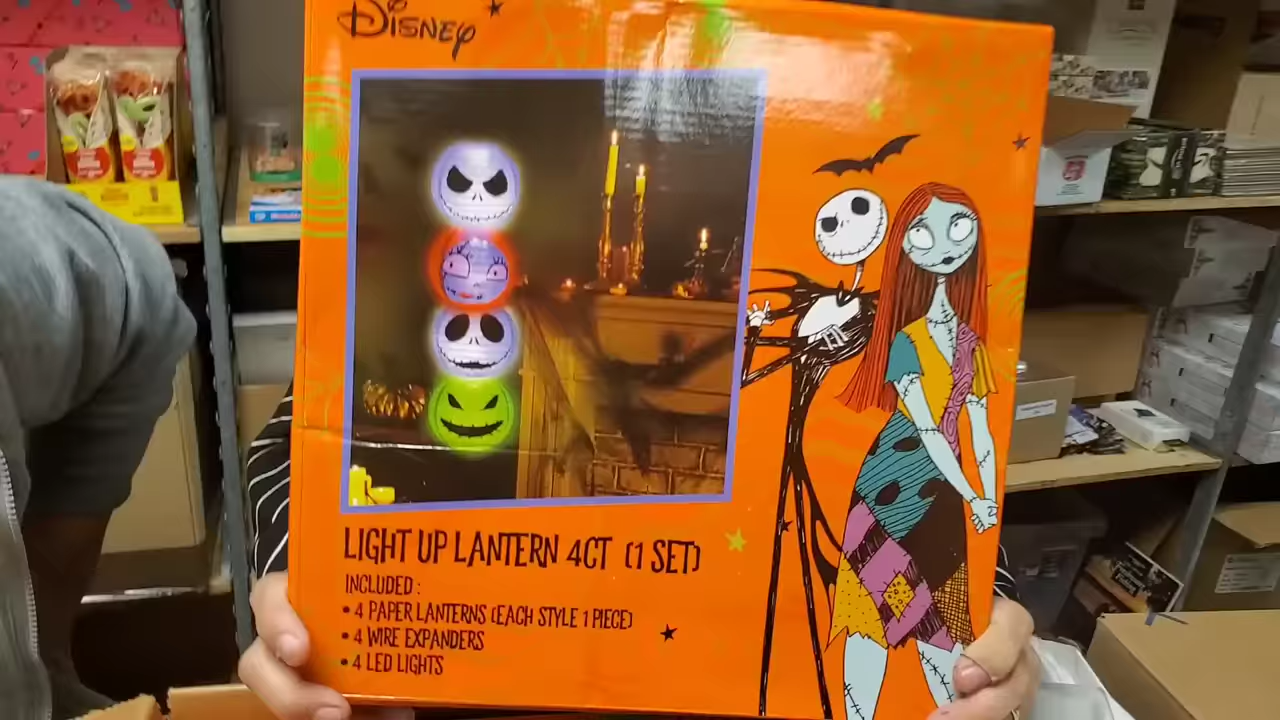 Disney
LIGHT UP LANTERN 4CT (1 SET)
INCLUDED :
• 4 PAPER LANTERNS (EACH STYLE 1 PIECE)
• 4 WIRE EXPANDERS
• 4 LED LIGHTS